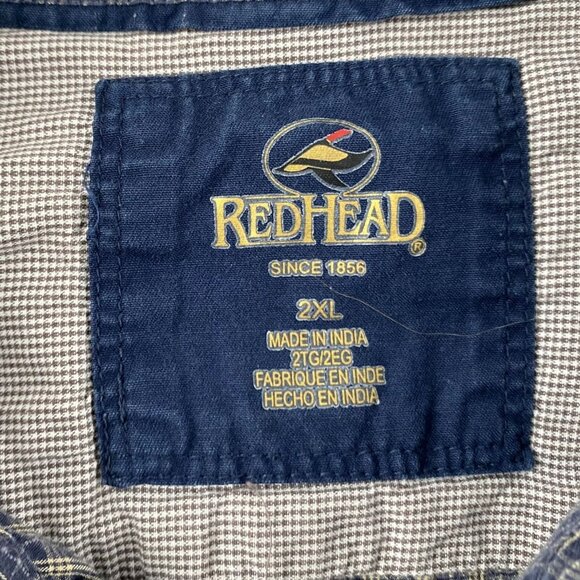 REDHEAD®
SINCE 1856
2XL
MADE IN INDIA
2TG/2EG
FABRIQUE EN INDE
HECHO EN INDIA